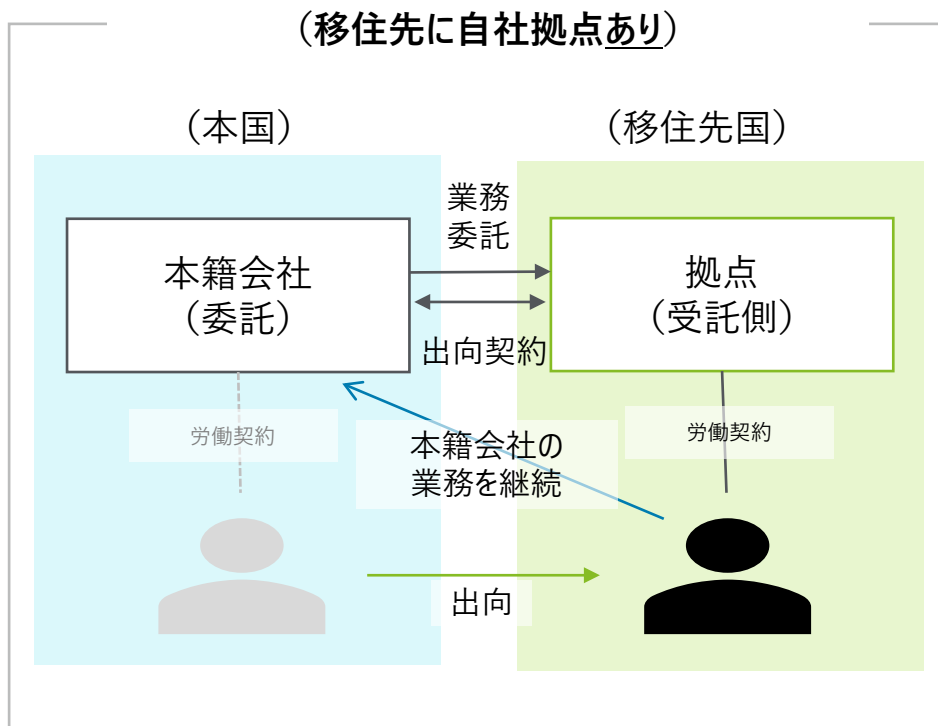 （移住先に自社拠点あり）
（本国）
（移住先国）
業務
委託
本籍会社
（委託）
拠点
（受託側）
出向契約
労働契約
労働契約
本籍会社の
業務を継続
出向